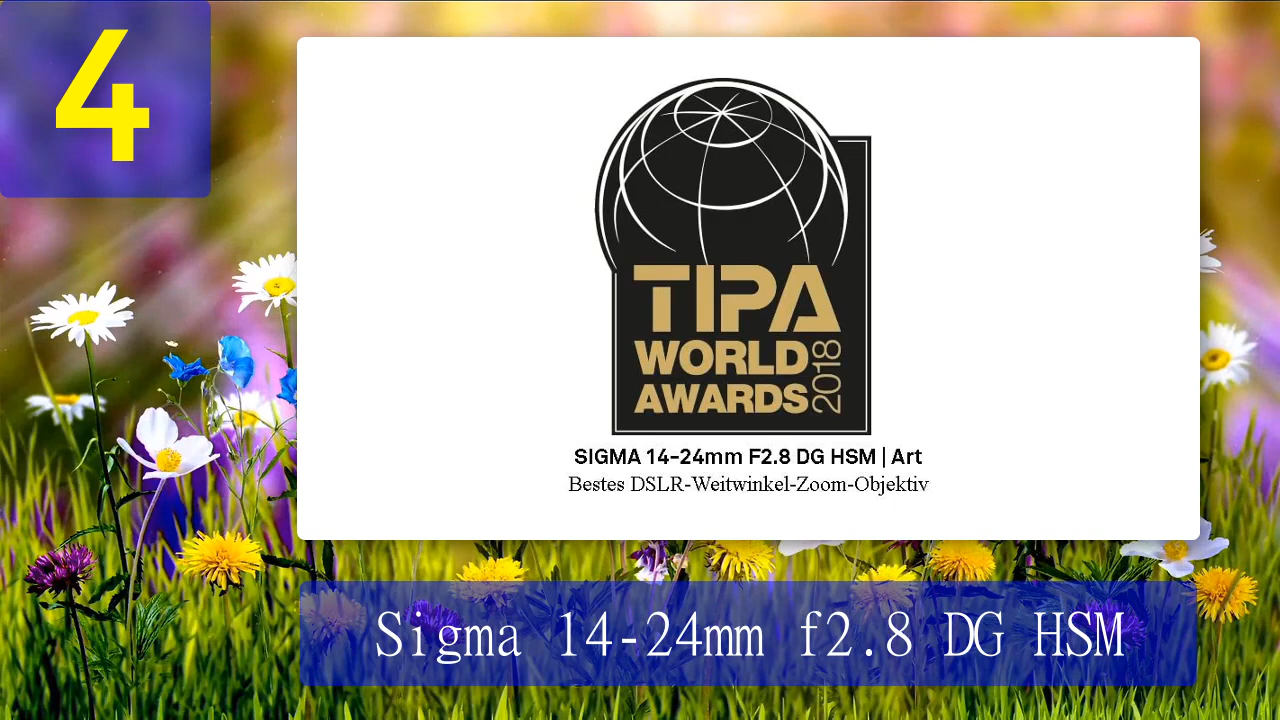 4
TIPA
WORLD
AWARDS
2018
SIGMA 14-24mm F2.8 DG HSM | Art
Bestes DSLR-Weitwinkel-Zoom-Objektiv
Sigma 14-24mm f2.8 DG HSM